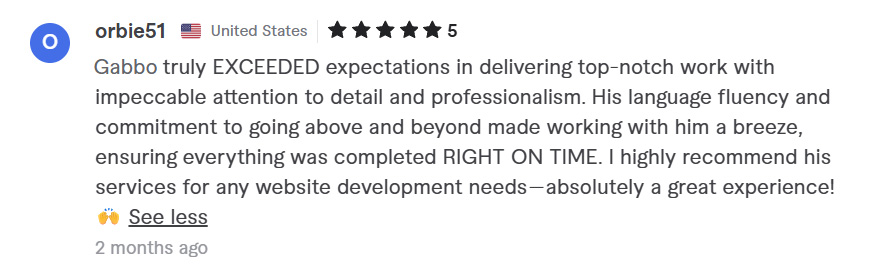 O
orbie51 United States 5
Gabbo truly EXCEEDED expectations in delivering top-notch work with
impeccable attention to detail and professionalism. His language fluency and
commitment to going above and beyond made working with him a breeze,
ensuring everything was completed RIGHT ON TIME. I highly recommend his
services for any website development needs—absolutely a great experience!
🙌 See less
2 months ago